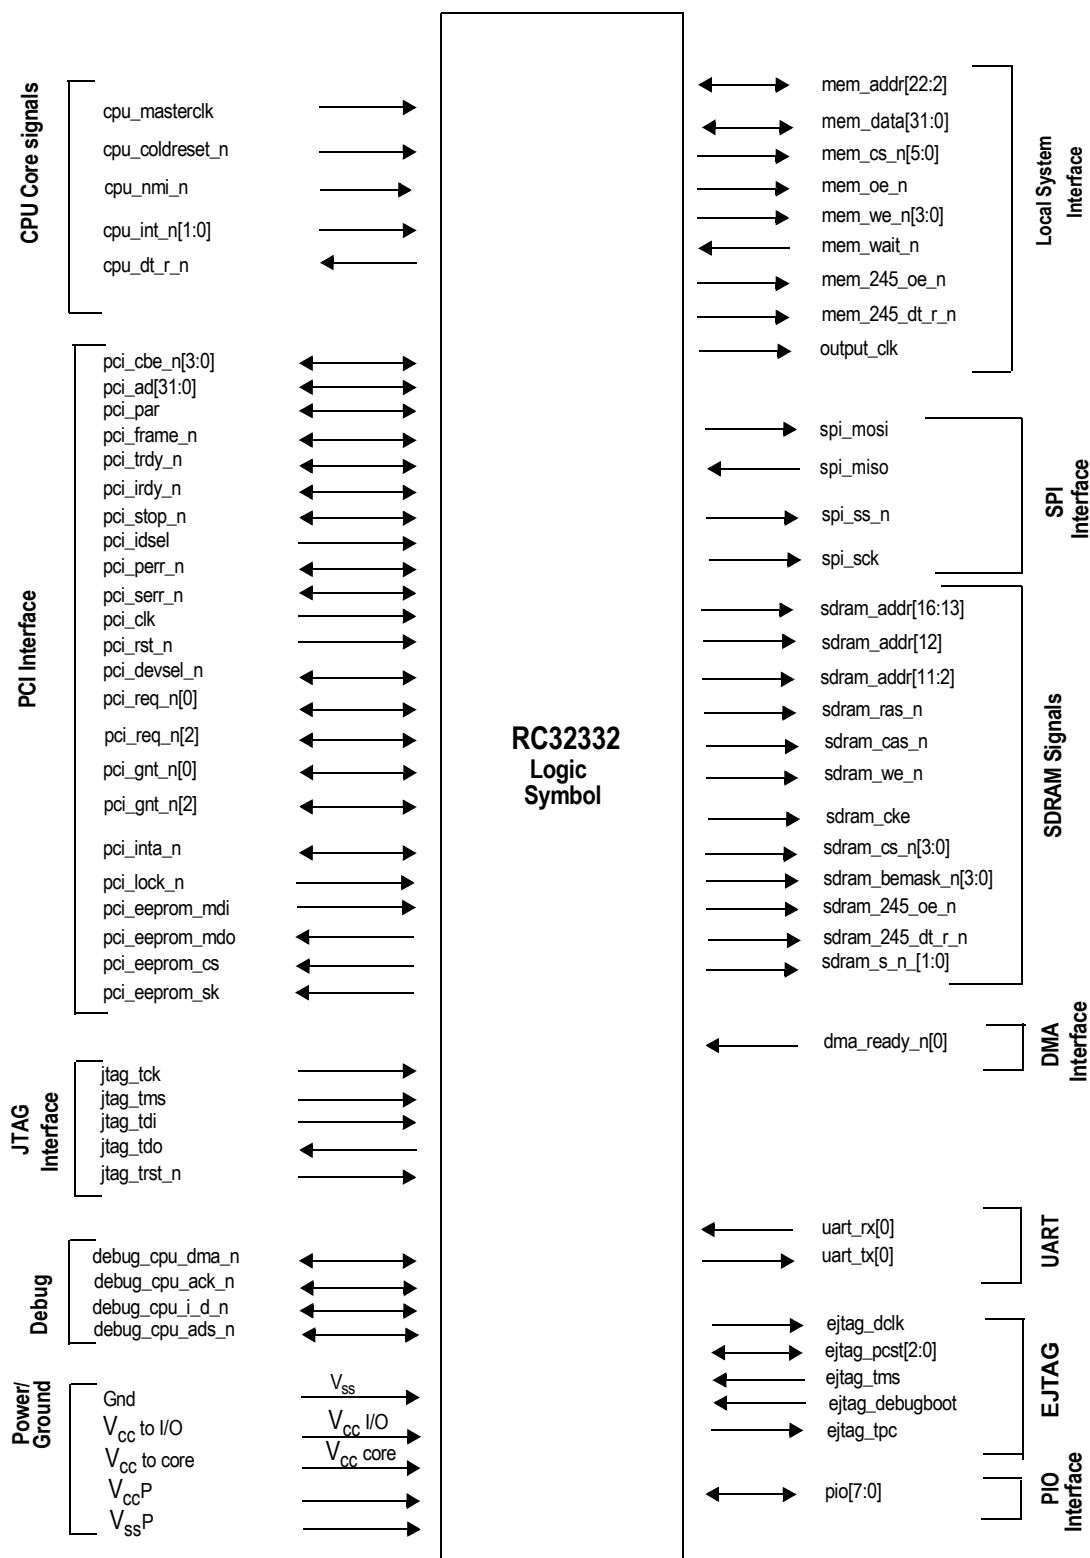 CPU Core signals
cpu_masterclk
cpu_coldreset_n
cpu_nmi_n
cpu_int_n[1:0]
cpu_dt_r_n
PCI Interface
pci_cbe_n[3:0]
pci_ad[31:0]
pci_par
pci_frame_n
pci_trdy_n
pci_irdy_n
pci_stop_n
pci_idsel
pci_perr_n
pci_serr_n
pci_clk
pci_rst_n
pci_devsel_n
pci_req_n[0]
pci_req_n[2]
pci_gnt_n[0]
pci_gnt_n[2]
pci_inta_n
pci_lock_n
pci_eeprom_mdi
pci_eeprom_mdo
pci_eeprom_cs
pci_eeprom_sk
JTAG
Interface
jtag_tck
jtag_tms
jtag_tdi
jtag_tdo
jtag_trst_n
Debug
debug_cpu_dma_n
debug_cpu_ack_n
debug_cpu_i_d_n
debug_cpu_ads_n
Power/
Ground
Gnd Vss
Vcc to I/O Vcc I/O
Vcc to core Vcc core
VccP
VssP
RC32332
Logic
Symbol
mem_addr[22:2]
mem_data[31:0]
mem_cs_n[5:0]
mem_oe_n
mem_we_n[3:0]
mem_wait_n
mem_245_oe_n
mem_245_dt_r_n
output_clk
Local System
Interface
spi_mosi
spi_miso
spi_ss_n
spi_sck
SPI
Interface
sdram_addr[16:13]
sdram_addr[12]
sdram_addr[11:2]
sdram_ras_n
sdram_cas_n
sdram_we_n
sdram_cke
sdram_cs_n[3:0]
sdram_bemask_n[3:0]
sdram_245_oe_n
sdram_245_dt_r_n
sdram_s_n_[1:0]
SDRAM Signals
dma_ready_n[0]
DMA
Interface
uart_rx[0]
uart_tx[0]
UART
ejtag_dclk
ejtag_pcst[2:0]
ejtag_tms
ejtag_debugboot
ejtag_tpc
EJTAG
pio[7:0]
PIO
Interface